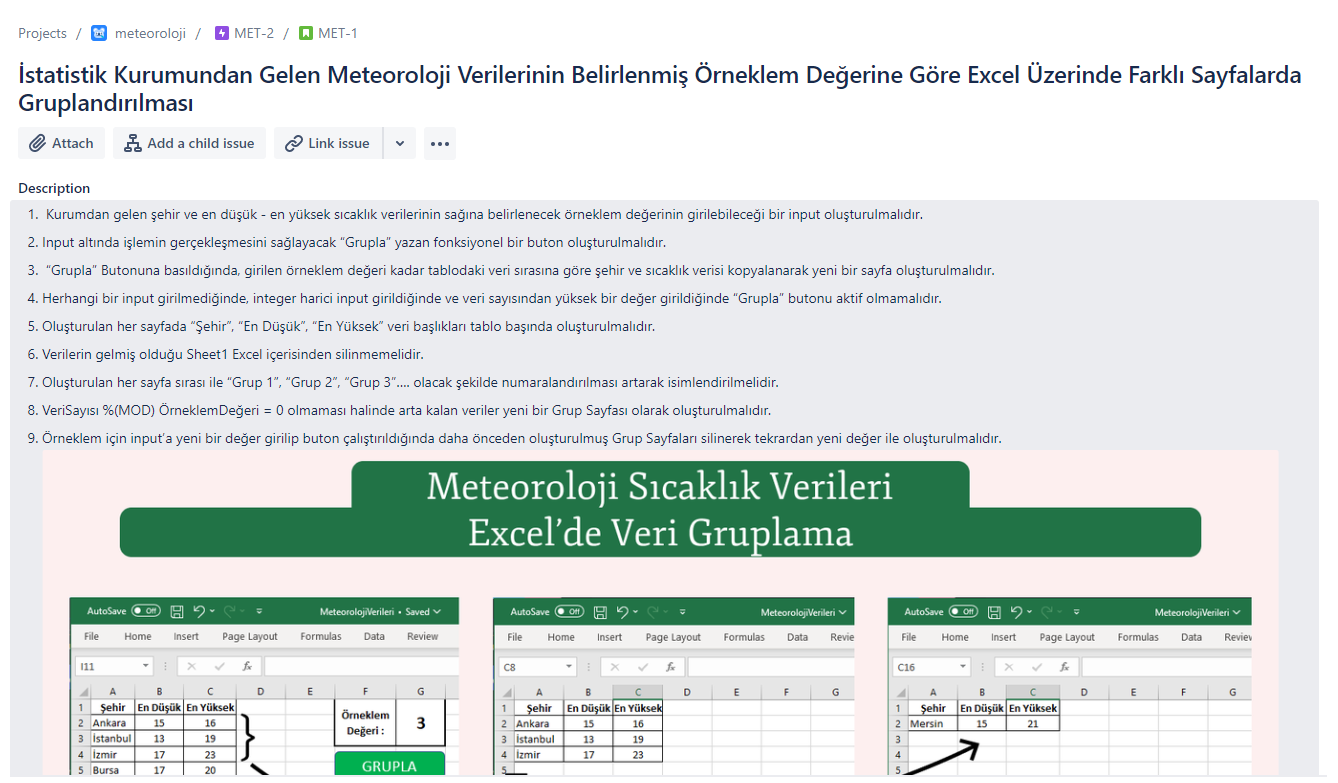 Projects / meteoroloji / MET-2 / MET-1
İstatistik Kurumundan Gelen Meteoroloji Verilerinin Belirlenmiş Örneklem Değerine Göre Excel Üzerinde Farklı Sayfalarda
Gruplandırılması
Attach Add a child issue Link issue
Description
1. Kurumdan gelen şehir ve en düşük - en yüksek sıcaklık verilerinin sağına belirlenecek örneklem değerinin girilebileceği bir input oluşturulmalıdır.
2. Input altında işlemin gerçekleşmesini sağlayacak “Grupla” yazan fonksiyonel bir buton oluşturulmalıdır.
3. “Grupla” Butonuna basıldığında, girilen örneklem değeri kadar tablodaki veri sırasına göre şehir ve sıcaklık verisi kopyalanarak yeni bir sayfa oluşturulmalıdır.
4. Herhangi bir input girilmediğinde, integer harici input girildiğinde ve veri sayısından yüksek bir değer girildiğinde “Grupla” butonu aktif olmamalıdır.
5. Oluşturulan her sayfada “Şehir”, “En Düşük”, “En Yüksek” veri başlıkları tablo başında oluşturulmalıdır.
6. Verilerin gelmiş olduğu Sheet1 Excel içerisinden silinmemelidir.
7. Oluşturulan her sayfa sırası ile “Grup 1”, “Grup 2”, “Grup 3”.... olacak şekilde numaralandırılması artarak isimlendirilmelidir.
8. VeriSayısı %(MOD) ÖrneklemDeğeri = 0 olmaması halinde arta kalan veriler yeni bir Grup Sayfası olarak oluşturulmalıdır.
9. Örneklem için input’a yeni bir değer girilip buton çalıştırıldığında daha önceden oluşturulmuş Grup Sayfaları silinerek tekrardan yeni değer ile oluşturulmalıdır.
Meteoroloji Sıcaklık Verileri
Excel’de Veri Gruplama
AutoSave Off MeteorolojiVerileri • Saved
File Home Insert Page Layout Formulas Data Review
I11 fx
A B C D E F G
1 Şehir En Düşük En Yüksek
2 Ankara 15 16
3 İstanbul 13 19
4 İzmir 17 23
5 Bursa 17 20
Örneklem
Değeri : 3
GRUPLA
AutoSave Off MeteorolojiVerileri
File Home Insert Page Layout Formulas Data Revie
C8 fx
A B C D E F G
1 Şehir En Düşük En Yüksek
2 Ankara 15 16
3 İstanbul 13 19
4 İzmir 17 23
5
AutoSave Off MeteorolojiVerileri
File Home Insert Page Layout Formulas Data Review
C16 fx
A B C D E F G
1 Şehir En Düşük En Yüksek
2 Mersin 15 21
3
4
5